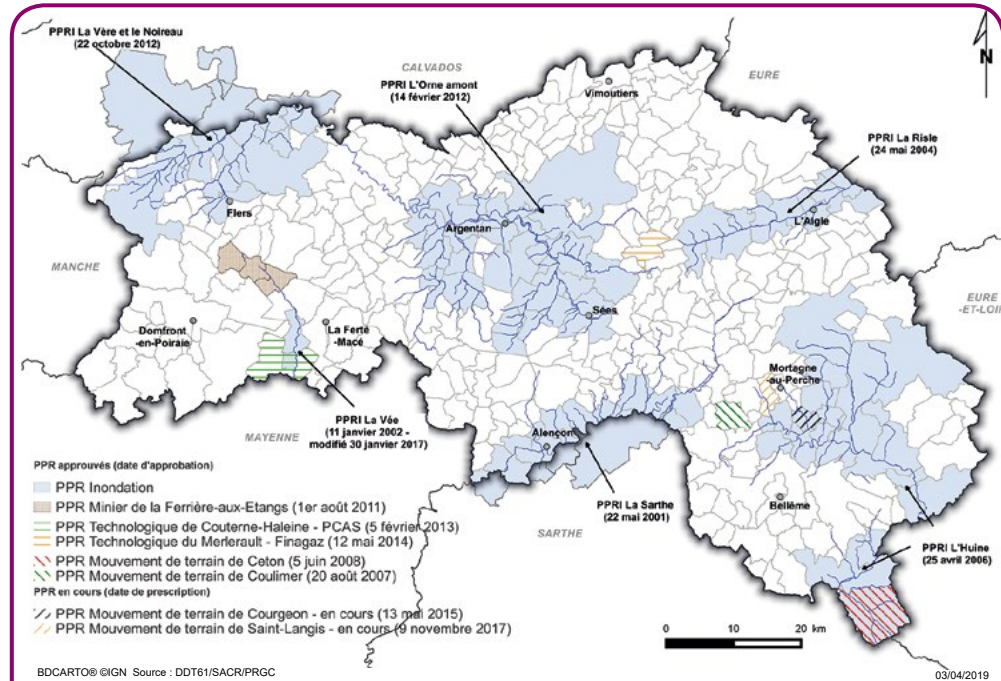 PPRI La Vère et le Noireau
(22 octobre 2012)
CALVADOS
EURE
N
PPRI L'Orne amont
(14 février 2012)
Vimoutiers
PPRI La Risle
(24 mai 2004)
Flers
Argentan
L'Aigle
MANCHE
EURE
-ET-LOIR
Sées
Domfront
-en-Poiraie
La Ferté
-Macé
Mortagne
-au-Perche
PPRI La Vée
(11 janvier 2002 -
modifié 30 janvier 2017)
MAYENNE
Alençon
PPRI La Sarthe
(22 mai 2001)
SARTHE
Bellême
PPRI L'Huine
(25 avril 2006)
PPR approuvés (date d'approbation)
PPR Inondation
PPR Minier de la Ferrière-aux-Etangs (1er août 2011)
PPR Technologique de Couterne-Haleine - PCAS (5 février 2013)
PPR Technologique du Merlerault - Finagaz (12 mai 2014)
PPR Mouvement de terrain de Ceton (5 juin 2008)
PPR Mouvement de terrain de Coulimer (20 août 2007)
PPR en cours (date de prescription)
PPR Mouvement de terrain de Courgeon - en cours (13 mai 2015)
PPR Mouvement de terrain de Saint-Langis - en cours (9 novembre 2017)
0 10 20 km
BDCARTO® ©IGN Source : DDT61/SACR/PRGC
03/04/2019